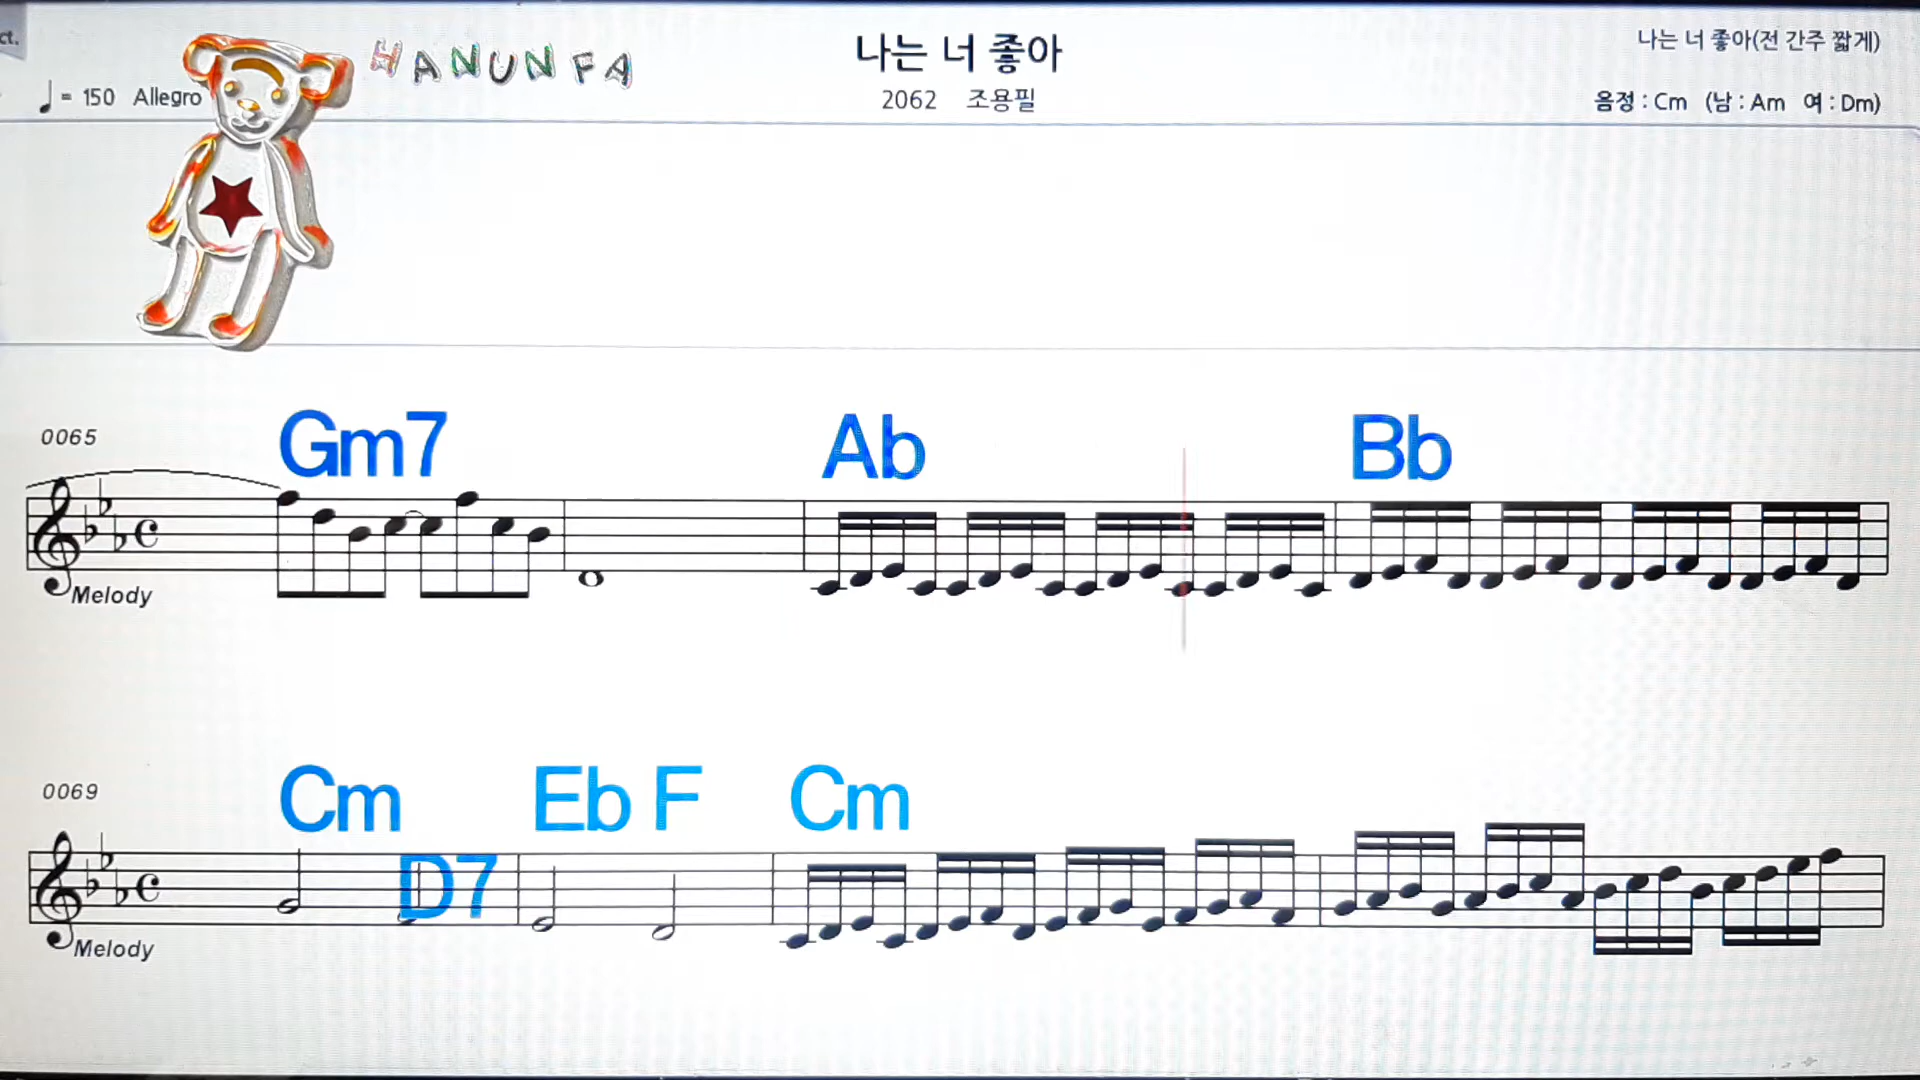 ct.
HANUNFA
나는 너 좋아
나는 너 좋아(전 간주 짧게)
= 150 Allegro
2062 조용필
음정 : Cm (남 : Am 여 : Dm)
Gm7 Ab Bb
0065
Melody
Cm D7 Eb F Cm
0069
Melody